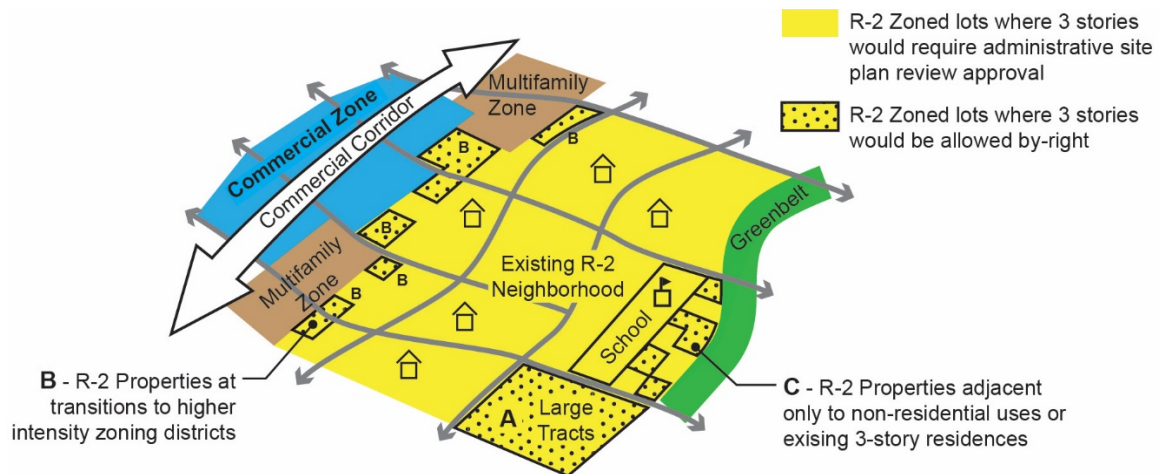 R-2 Zoned lots where 3 stories
would require administrative site
plan review approval
R-2 Zoned lots where 3 stories
would be allowed by-right
Multifamily
Zone
Commercial Zone
Commercial Corridor
B
B
B
B
B
Multifamily
Zone
Existing R-2
Neighborhood
Greenbelt
School
A
Large
Tracts
B - R-2 Properties at
transitions to higher
intensity zoning districts
C - R-2 Properties adjacent
only to non-residential uses or
exising 3-story residences